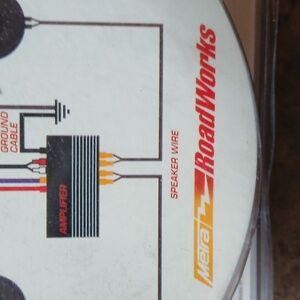 GROUND
CABLE
AMPLIFIER
SPEAKER WIRE
Metra
RoadWorks